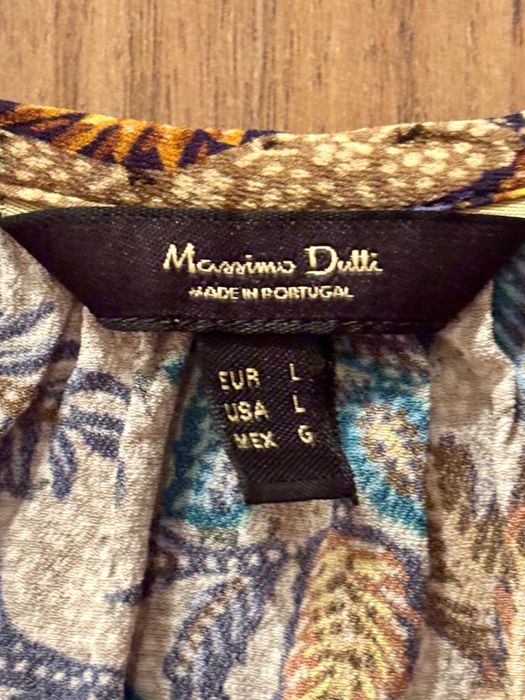 Massimo Dutti
MADE IN PORTUGAL
EUR L
USA L
MEX G